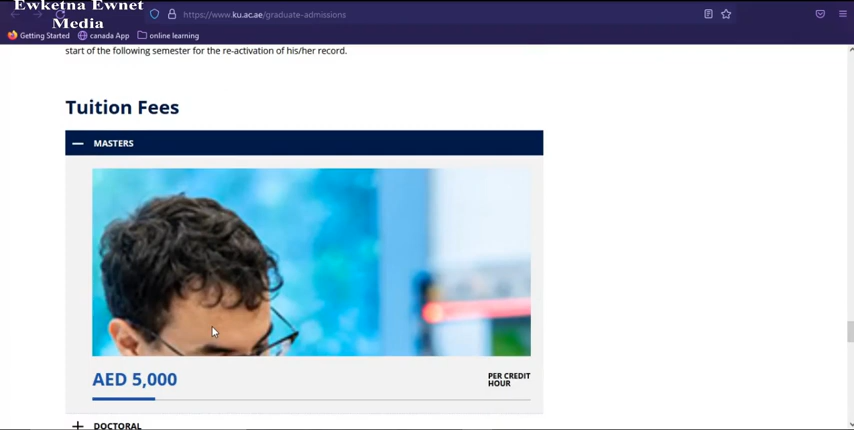 Ewketna Ewnet
Media
https://www.ku.ac.ae/graduate-admissions
Getting Started
canada App
online learning
start of the following semester for the re-activation of his/her record.
Tuition Fees
MASTERS
AED 5,000
PER CREDIT
HOUR
DOCTORAL